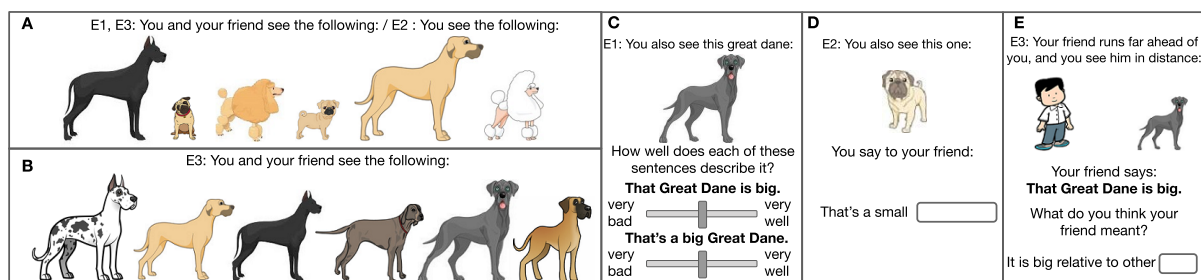 A
E1, E3: You and your friend see the following: / E2 : You see the following:
B
E3: You and your friend see the following:
C
E1: You also see this great dane:
How well does each of these
sentences describe it?
That Great Dane is big.
very
bad
very
well
That's a big Great Dane.
very
bad
very
well
D
E2: You also see this one:
You say to your friend:
That's a small
E
E3: Your friend runs far ahead of
you, and you see him in distance:
Your friend says:
That Great Dane is big.
What do you think your
friend meant?
It is big relative to other